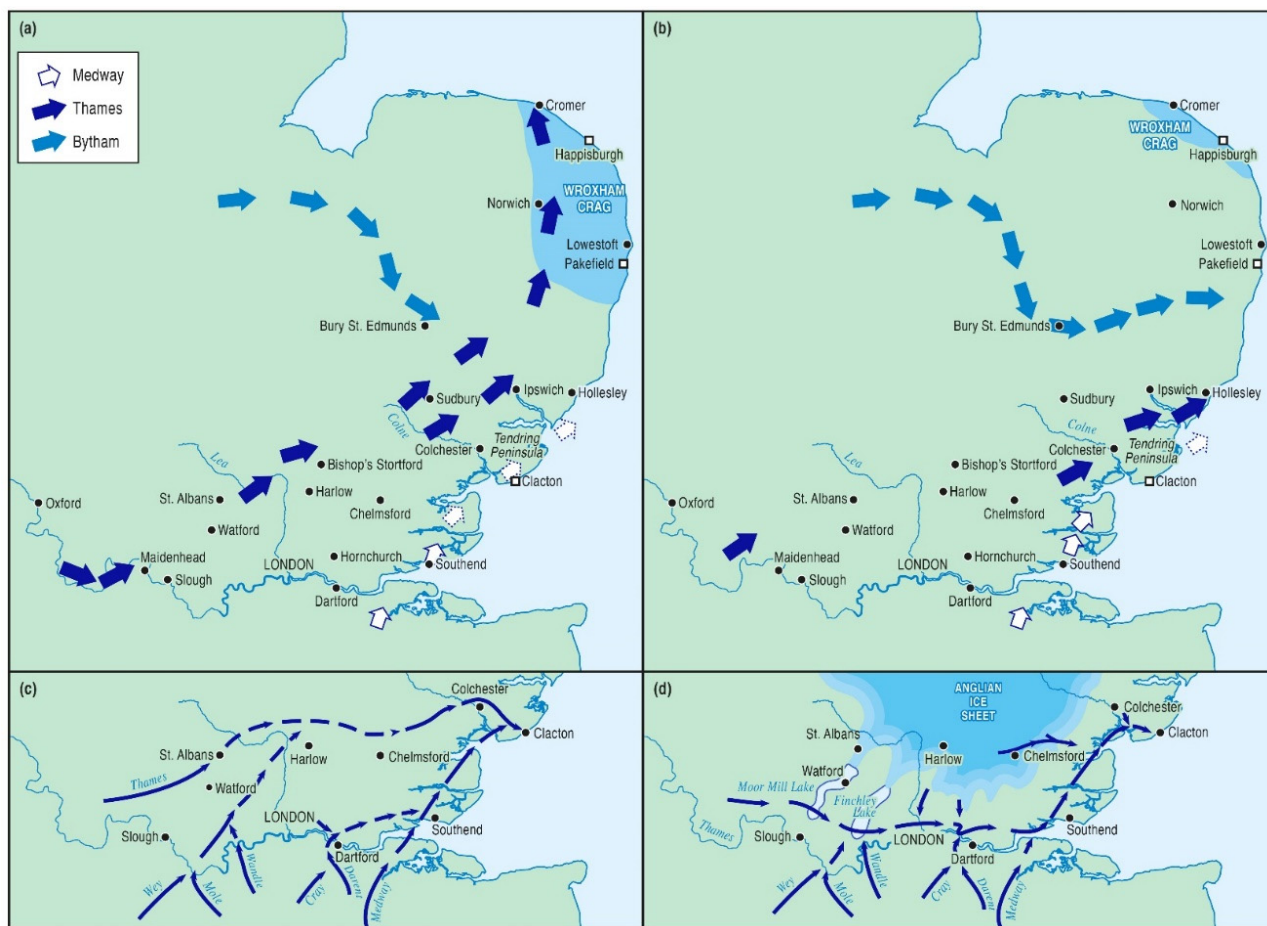 (a)
Medway
Thames
Bytham
Cromer
Happisburgh
WROXHAM
CRAG
Norwich
Lowestoft
Pakefield
Bury St. Edmunds
Ipswich
Hollesley
Sudbury
Colne
Tendring
Peninsula
Colchester
Clacton
Bishop's Stortford
Lea
Harlow
Chelmsford
St. Albans
Oxford
Watford
Hornchurch
Maidenhead
LONDON
Southend
Slough
Dartford
(b)
Cromer
WROXHAM
CRAG
Happisburgh
Norwich
Lowestoft
Pakefield
Bury St. Edmunds
Ipswich
Hollesley
Sudbury
Colne
Tendring
Peninsula
Colchester
Clacton
Bishop's Stortford
Lea
Harlow
Chelmsford
St. Albans
Oxford
Watford
Hornchurch
Maidenhead
LONDON
Southend
Slough
Dartford
(c)
Colchester
Clacton
St. Albans
Harlow
Chelmsford
Thames
Watford
LONDON
Southend
Slough
Dartford
Wey
Mole
Wandle
Cray
Darent
Medway
(d)
ANGLIAN
ICE
SHEET
Colchester
Clacton
St. Albans
Harlow
Chelmsford
Watford
Moor Mill Lake
Finchley
Lake
Thames
Southend
Slough
LONDON
Dartford
Wey
Mole
Wandle
Cray
Darent
Medway